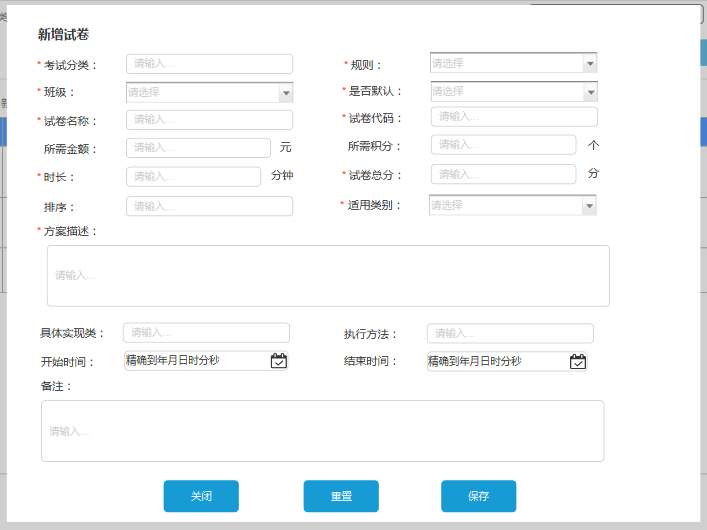 新增试卷
* 考试分类： 请输入... * 规则： 请选择
* 班级： 请选择 * 是否默认： 请选择
* 试卷名称： 请输入... * 试卷代码： 请输入...
所需金额： 请输入... 元 所需积分： 请输入... 个
* 时长： 请输入... 分钟 * 试卷总分： 请输入... 分
排序： 请输入... * 适用类别： 请选择
* 方案描述：
请输入...
具体实现类： 请输入... 执行方法： 请输入...
开始时间： 精确到年月日时分秒 结束时间： 精确到年月日时分秒
备注：
请输入...
关闭 重置 保存